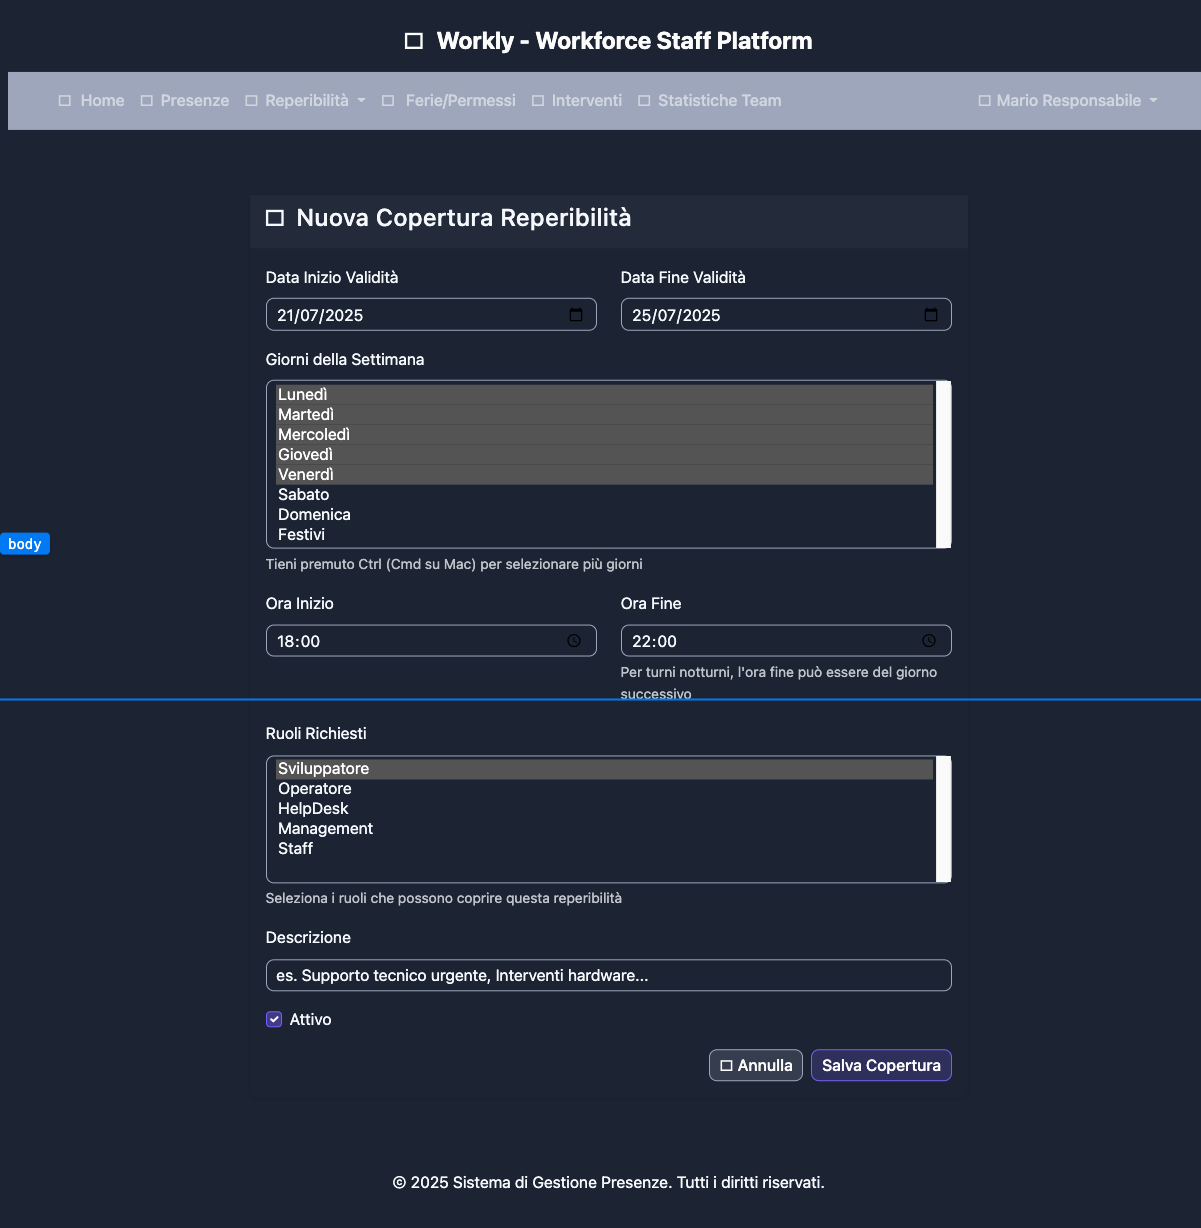 Workly - Workforce Staff Platform
Home Presenze Reperibilità Ferie/Permessi Interventi Statistiche Team Mario Responsabile
Nuova Copertura Reperibilità
Data Inizio Validità Data Fine Validità
21/07/2025 25/07/2025
Giorni della Settimana
Lunedì
Martedì
Mercoledì
Giovedì
Venerdì
Sabato
Domenica
Festivi
body
Tieni premuto Ctrl (Cmd su Mac) per selezionare più giorni
Ora Inizio Ora Fine
18:00 22:00
Per turni notturni, l'ora fine può essere del giorno
successivo
Ruoli Richiesti
Sviluppatore
Operatore
HelpDesk
Management
Staff
Seleziona i ruoli che possono coprire questa reperibilità
Descrizione
es. Supporto tecnico urgente, Interventi hardware...
Attivo
Annulla Salva Copertura
© 2025 Sistema di Gestione Presenze. Tutti i diritti riservati.